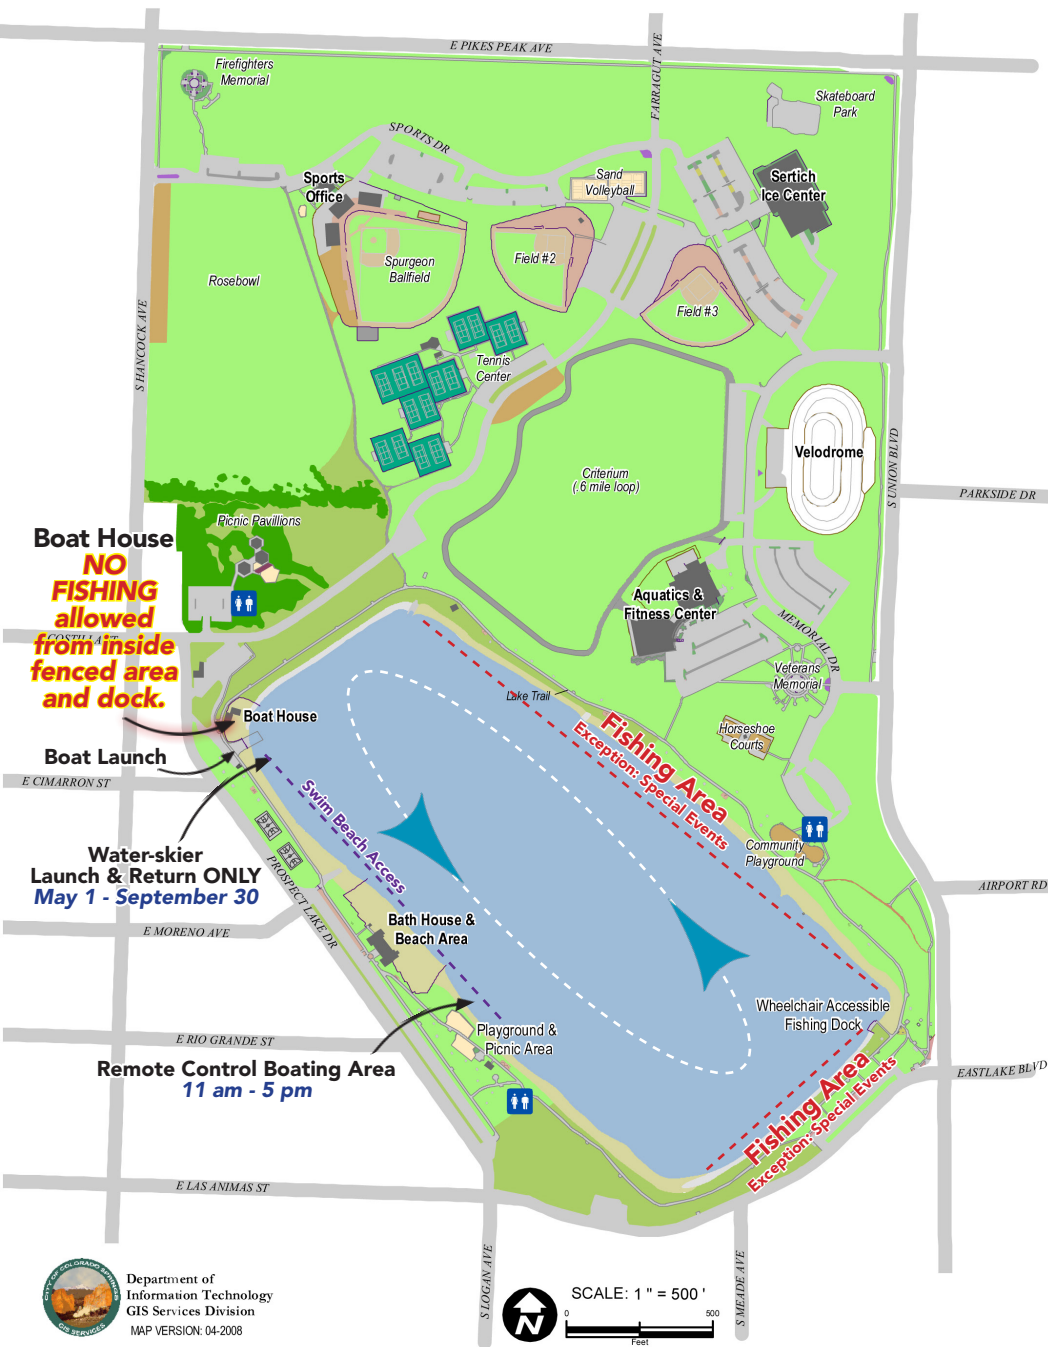 E PIKES PEAK AVE
FARRAGUT AVE
Firefighters
Memorial
Skateboard
Park
SPORTS DR
Sports
Office
Sand
Volleyball
Sertich
Ice Center
Rosebowl
Spurgeon
Ballfield
Field #2
Field #3
S HANCOCK AVE
Tennis
Center
Velodrome
S UNION BLVD
Criterium
(.6 mile loop)
PARKSIDE DR
Picnic Pavillions
Boat House
NO
FISHING
allowed
from inside
fenced area
and dock.
COSTILLA ST
Aquatics &
Fitness Center
MEMORIAL DR
Veterans
Memorial
Lake Trail
Boat House
Horseshoe
Courts
Fishing Area
Exception: Special Events
Boat Launch
E CIMARRON ST
Swim Beach Access
Community
Playground
Water-skier
Launch & Return ONLY
May 1 - September 30
PROSPECT LAKE DR
AIRPORT RD
E MORENO AVE
Bath House &
Beach Area
Wheelchair Accessible
Fishing Dock
E RIO GRANDE ST
Playground &
Picnic Area
Remote Control Boating Area
11 am - 5 pm
Fishing Area
Exception: Special Events
EASTLAKE BLVD
E LAS ANIMAS ST
S LOGAN AVE
S MEADE AVE
CITY OF COLORADO SPRINGS
GIS SERVICES
Department of
Information Technology
GIS Services Division
MAP VERSION: 04-2008
N
SCALE: 1 " = 500 '
0
500
Feet